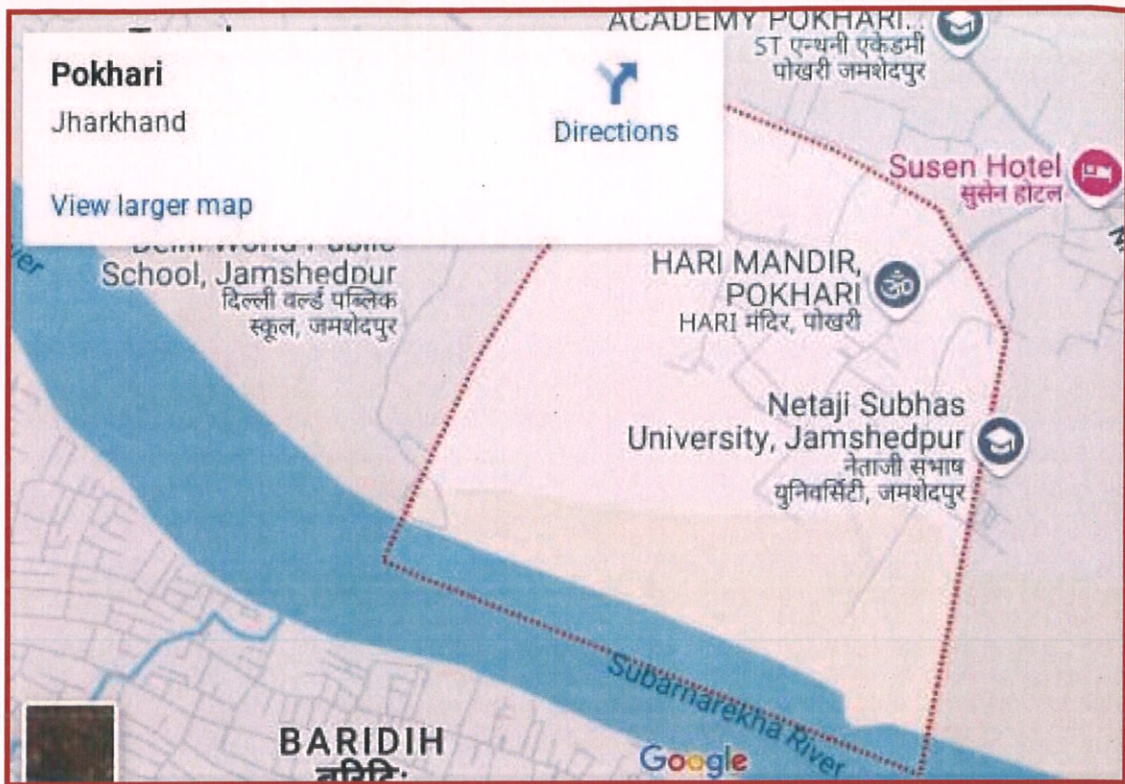 Pokhari
Jharkhand
Directions
View larger map
ACADEMY POKHARI...
ST एन्थनी एकेडमी
पोखरी जमशेदपुर
Susen Hotel
सुसेन होटल
School, Jamshedpur
दिल्ली वर्ल्ड पब्लिक
स्कूल, जमशेदपुर
HARI MANDIR,
POKHARI
HARI मंदिर, पोखरी
Netaji Subhas
University, Jamshedpur
नेताजी सुभाष
युनिवर्सिटी, जमशेदपुर
Subarnarekha River
BARIDIH
Google